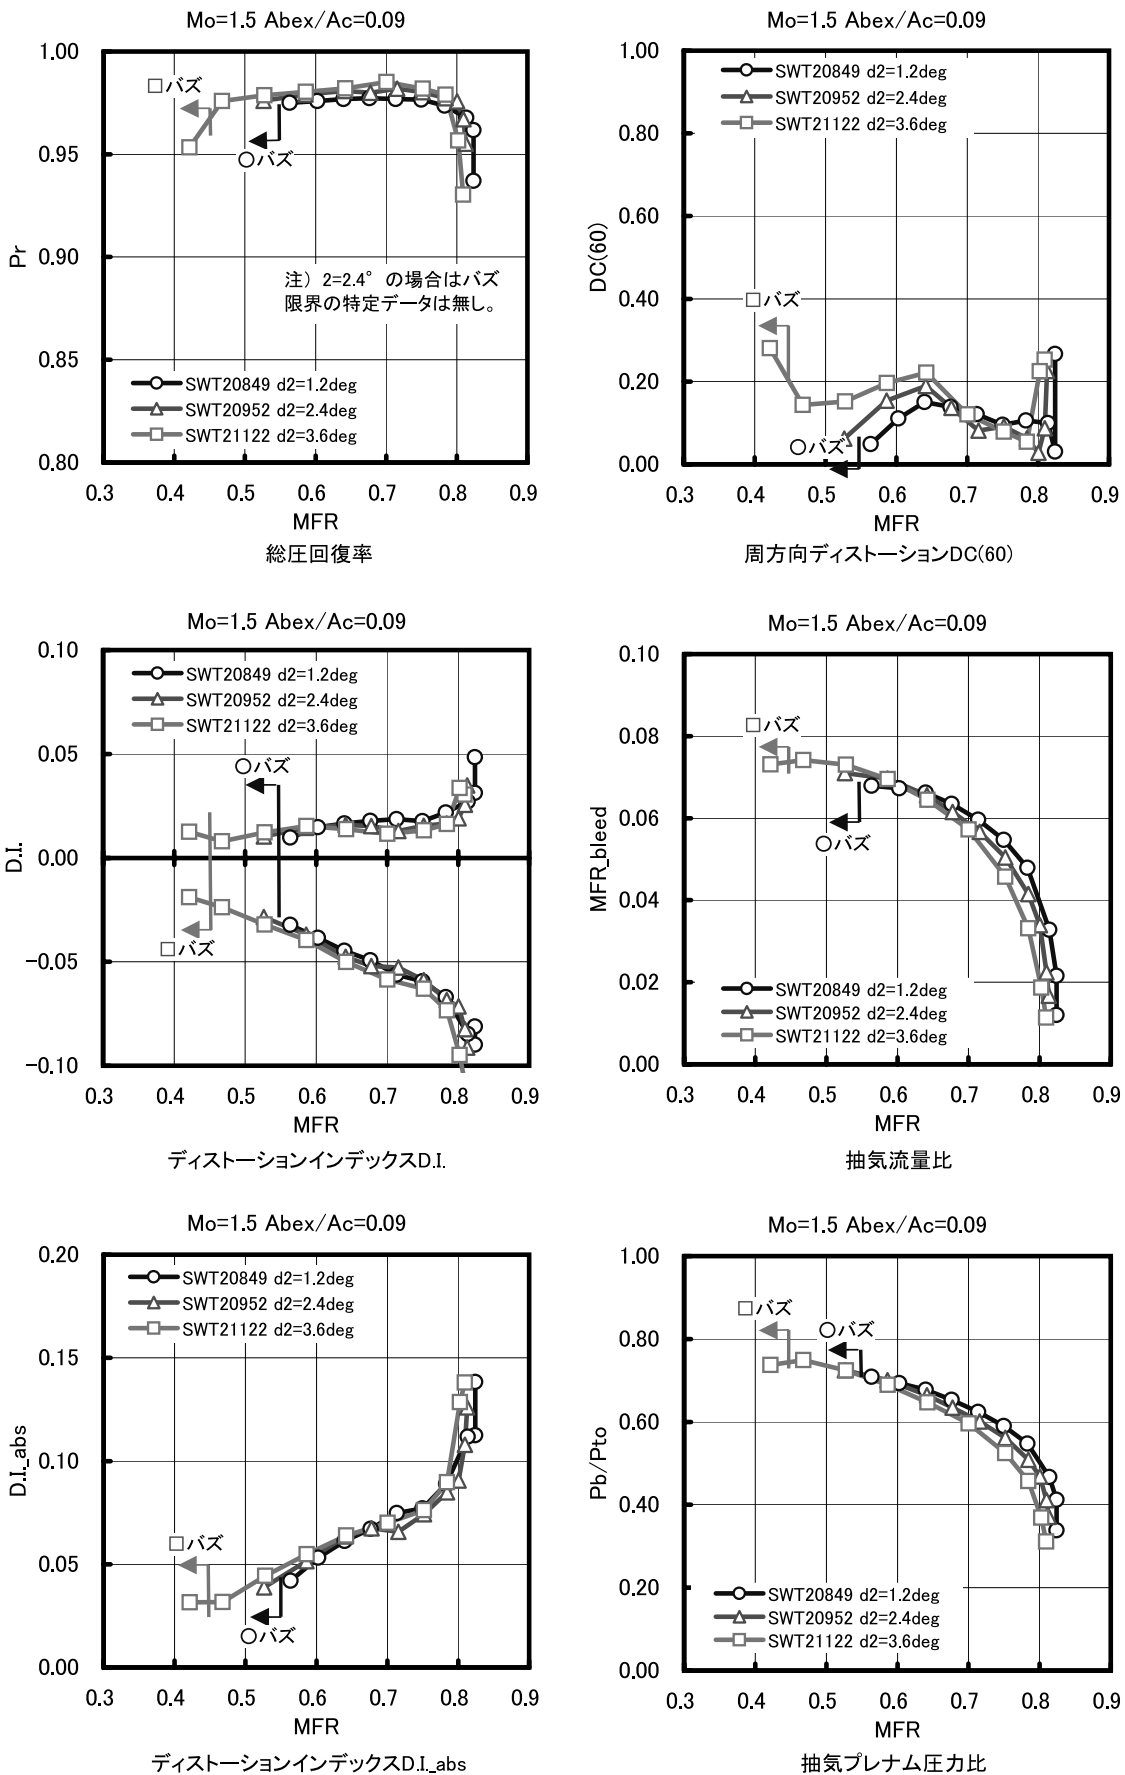 Mo=1.5 Abex/Ac=0.09
1.00
0.95
0.90
0.85
0.80
Pr
□バズ
○バズ
注) 2=2.4°の場合はバズ
限界の特定データは無し。
SWT20849 d2=1.2deg
SWT20952 d2=2.4deg
SWT21122 d2=3.6deg
0.3 0.4 0.5 0.6 0.7 0.8 0.9
MFR
総圧回復率
1.00
0.80
0.60
0.40
0.20
0.00
DC(60)
SWT20849 d2=1.2deg
SWT20952 d2=2.4deg
SWT21122 d2=3.6deg
□バズ
○バズ
0.3 0.4 0.5 0.6 0.7 0.8 0.9
MFR
周方向ディストーションDC(60)
Mo=1.5 Abex/Ac=0.09
0.10
0.05
0.00
-0.05
-0.10
D.I.
SWT20849 d2=1.2deg
SWT20952 d2=2.4deg
SWT21122 d2=3.6deg
○バズ
□バズ
0.3 0.4 0.5 0.6 0.7 0.8 0.9
MFR
ディストーションインデックスD.I.
Mo=1.5 Abex/Ac=0.09
0.10
0.08
0.06
0.04
0.02
0.00
MFR_bleed
□バズ
○バズ
SWT20849 d2=1.2deg
SWT20952 d2=2.4deg
SWT21122 d2=3.6deg
0.3 0.4 0.5 0.6 0.7 0.8 0.9
MFR
抽気流量比
Mo=1.5 Abex/Ac=0.09
0.20
0.15
0.10
0.05
0.00
D.I._abs
SWT20849 d2=1.2deg
SWT20952 d2=2.4deg
SWT21122 d2=3.6deg
□バズ
○バズ
0.3 0.4 0.5 0.6 0.7 0.8 0.9
MFR
ディストーションインデックスD.I._abs
Mo=1.5 Abex/Ac=0.09
1.00
0.80
0.60
0.40
0.20
0.00
Pb/Pto
□バズ
○バズ
SWT20849 d2=1.2deg
SWT20952 d2=2.4deg
SWT21122 d2=3.6deg
0.3 0.4 0.5 0.6 0.7 0.8 0.9
MFR
抽気プレナム圧力比